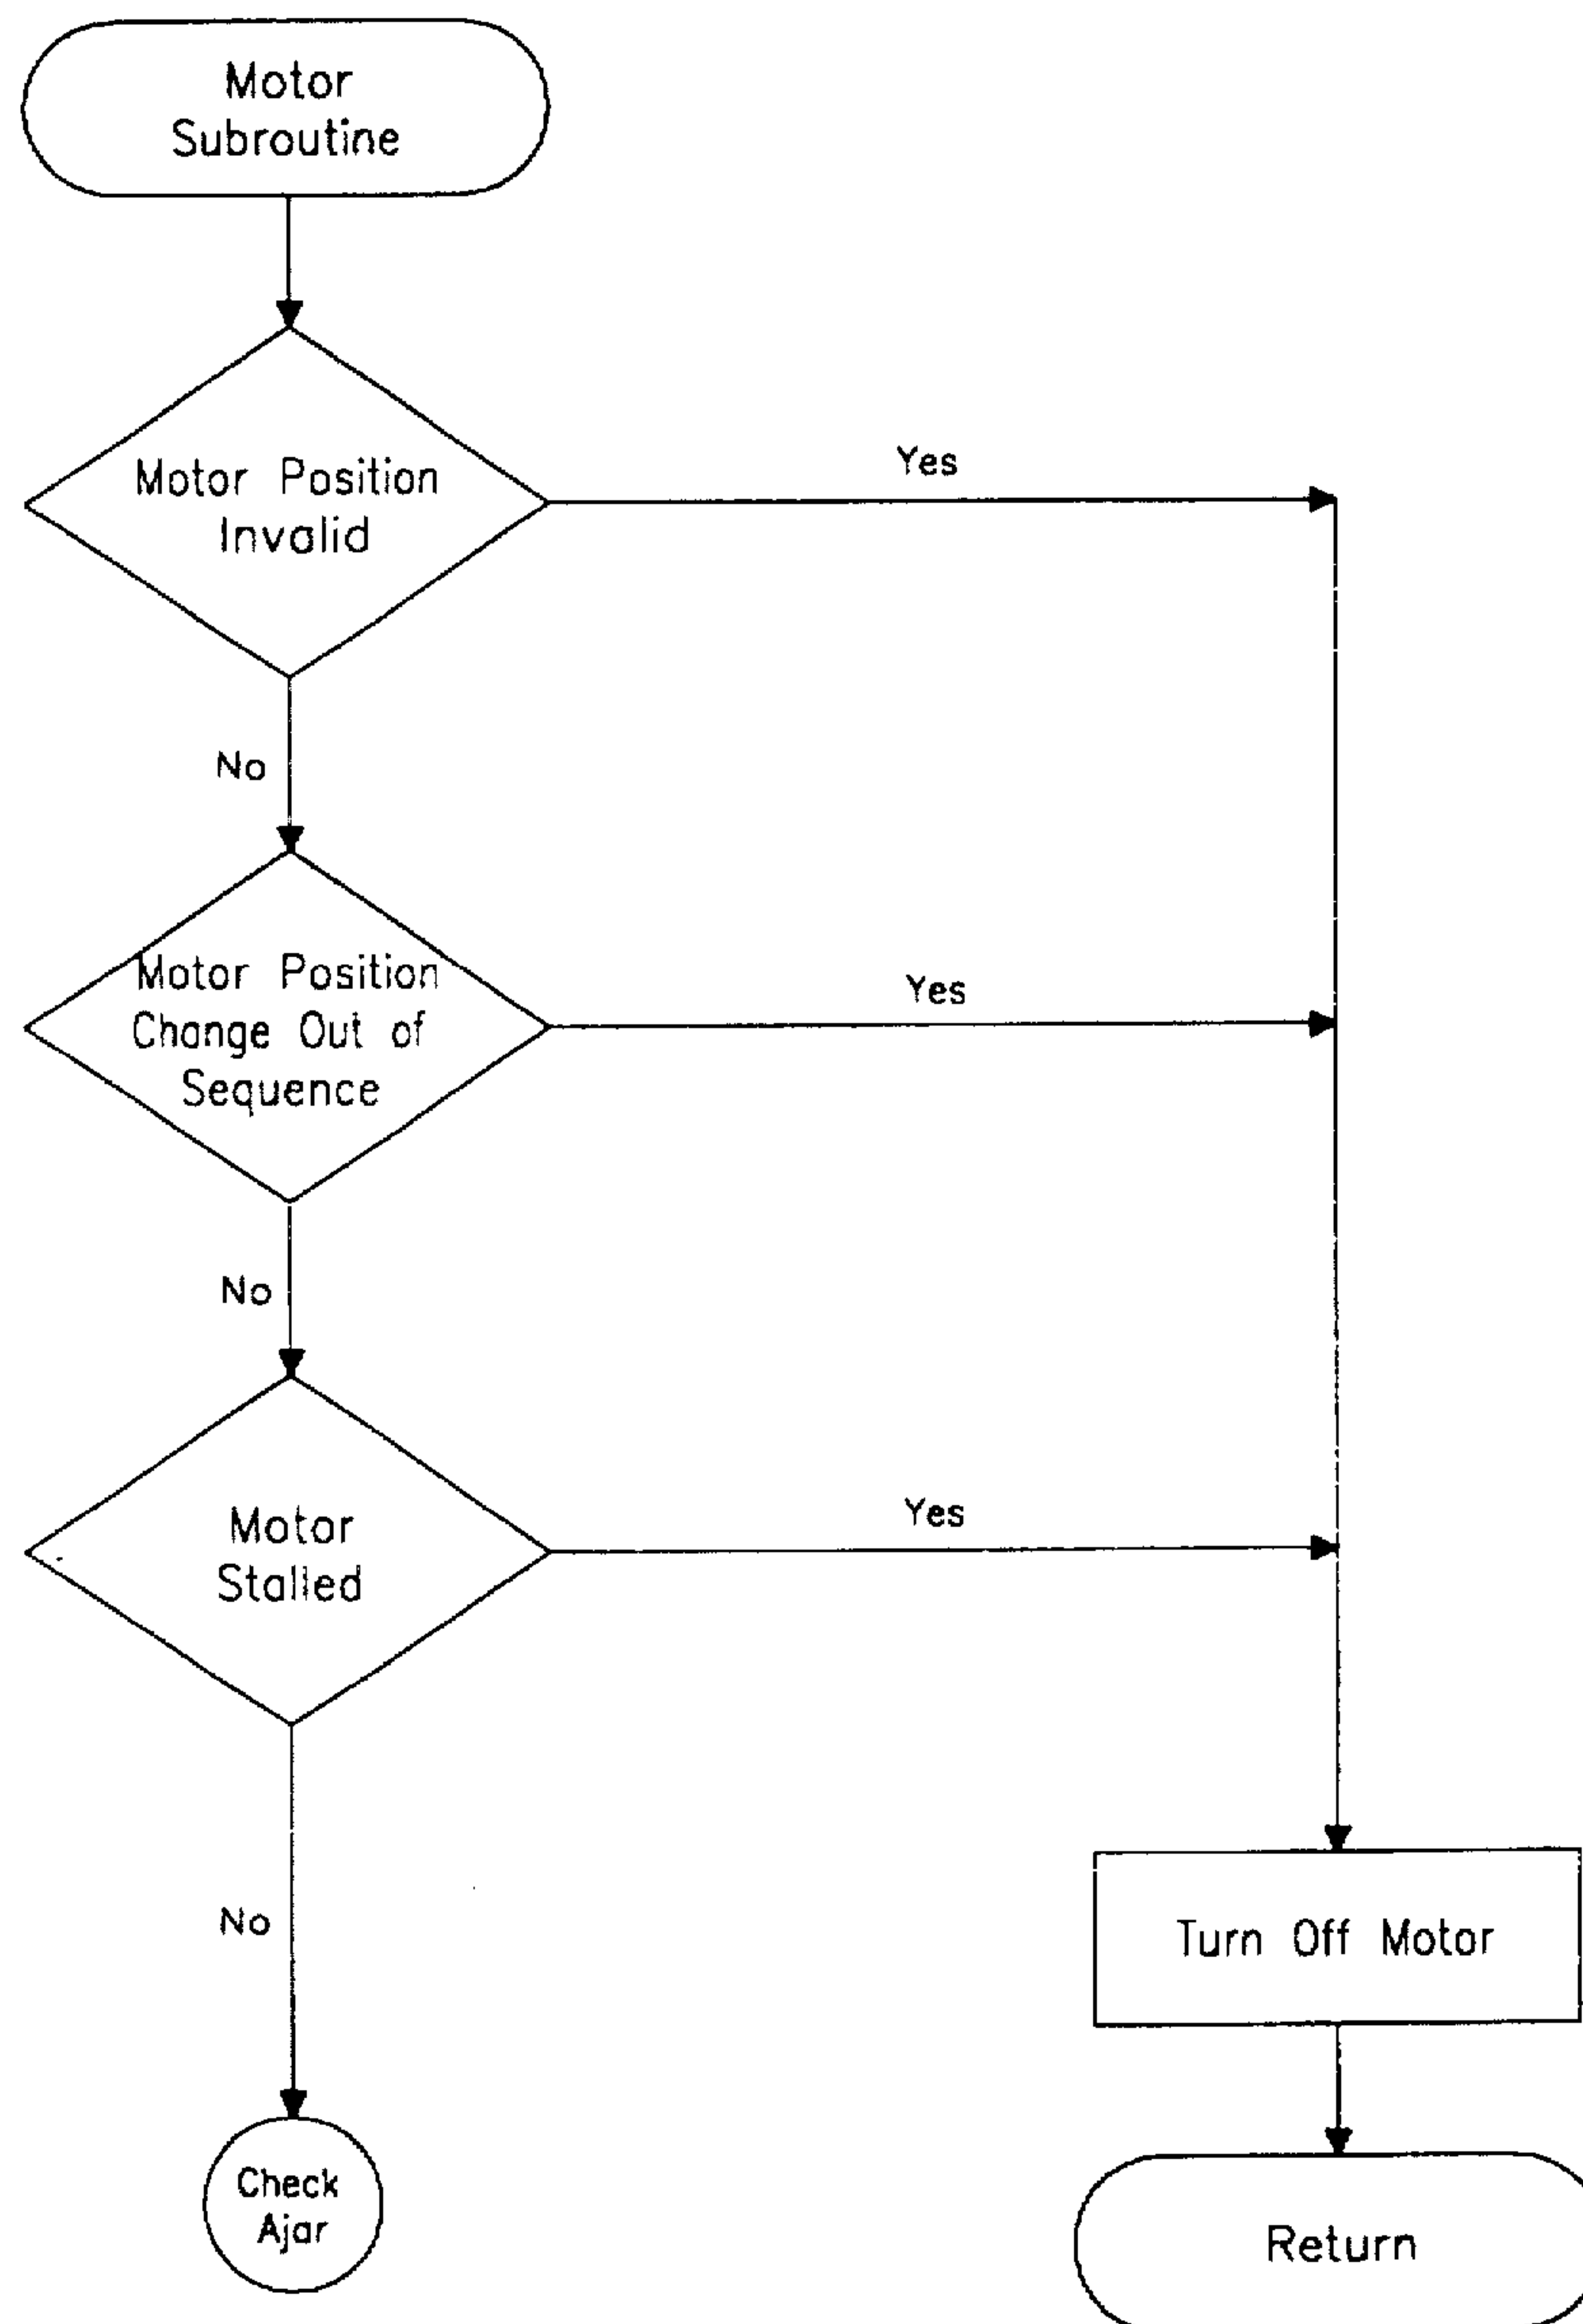 Motor
Subroutine
Motor Position
Invalid
Yes
No
Motor Position
Change Out of
Sequence
Yes
No
Motor
Stalled
Yes
No
Turn Off Motor
Check
Ajar
Return